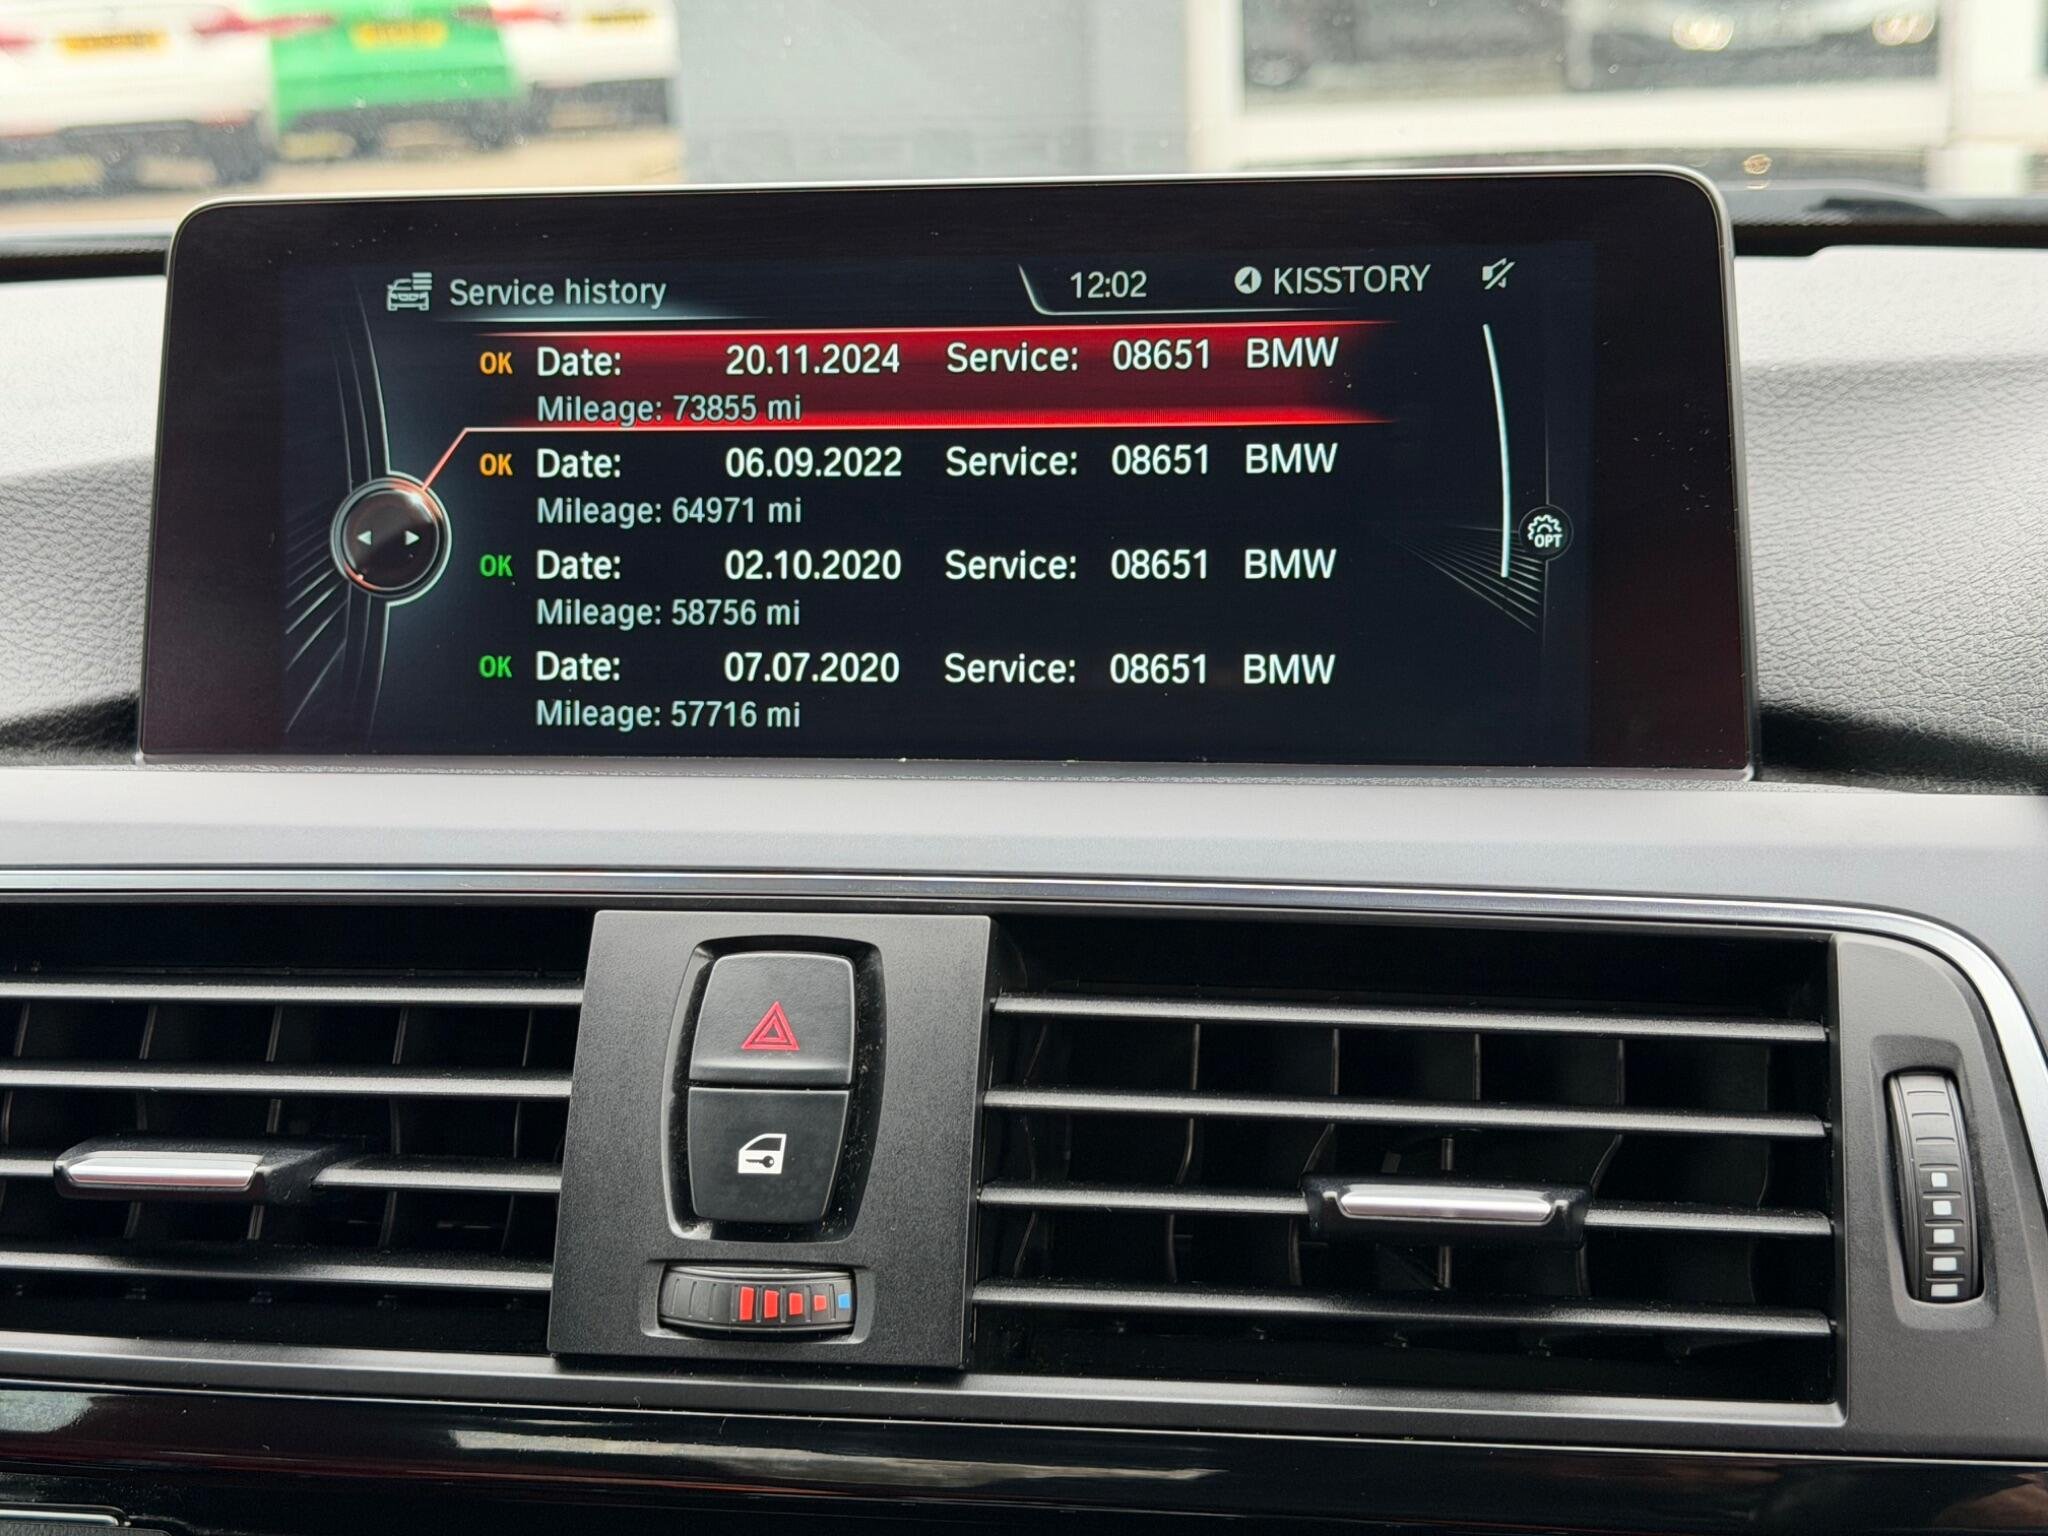 Service history 12:02 KISSTORY
OK Date: 20.11.2024 Service: 08651 BMW
Mileage: 73855 mi
OK Date: 06.09.2022 Service: 08651 BMW
Mileage: 64971 mi
OK Date: 02.10.2020 Service: 08651 BMW
OPT
Mileage: 58756 mi
OK Date: 07.07.2020 Service: 08651 BMW
Mileage: 57716 mi